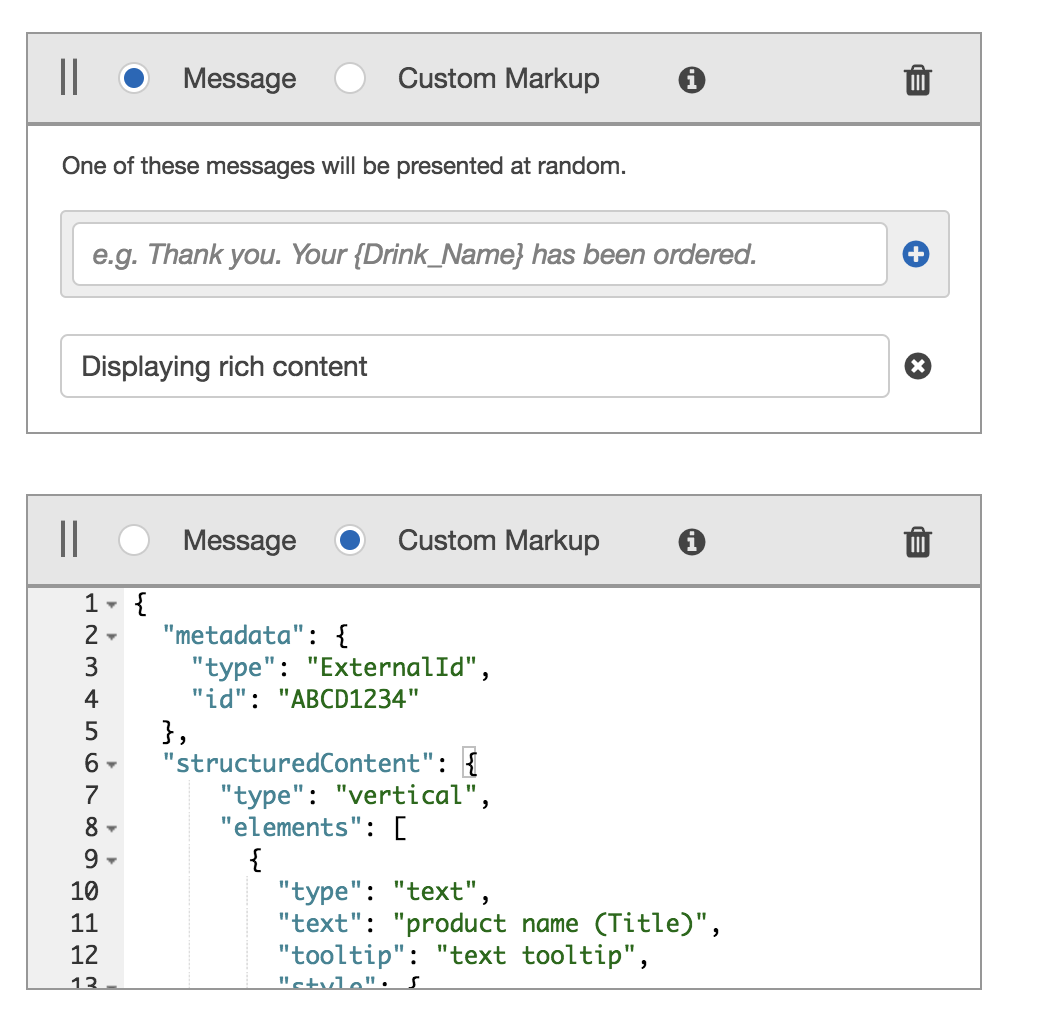 Message Custom Markup
One of these messages will be presented at random.
e.g. Thank you. Your {Drink_Name} has been ordered.
Displaying rich content
Message Custom Markup
1 {
2 "metadata": {
3 "type": "ExternalId",
4 "id": "ABCD1234"
5 },
6 "structuredContent": {
7 "type": "vertical",
8 "elements": [
9 {
10 "type": "text",
11 "text": "product name (Title)",
12 "tooltip": "text tooltip",
13 "style": {